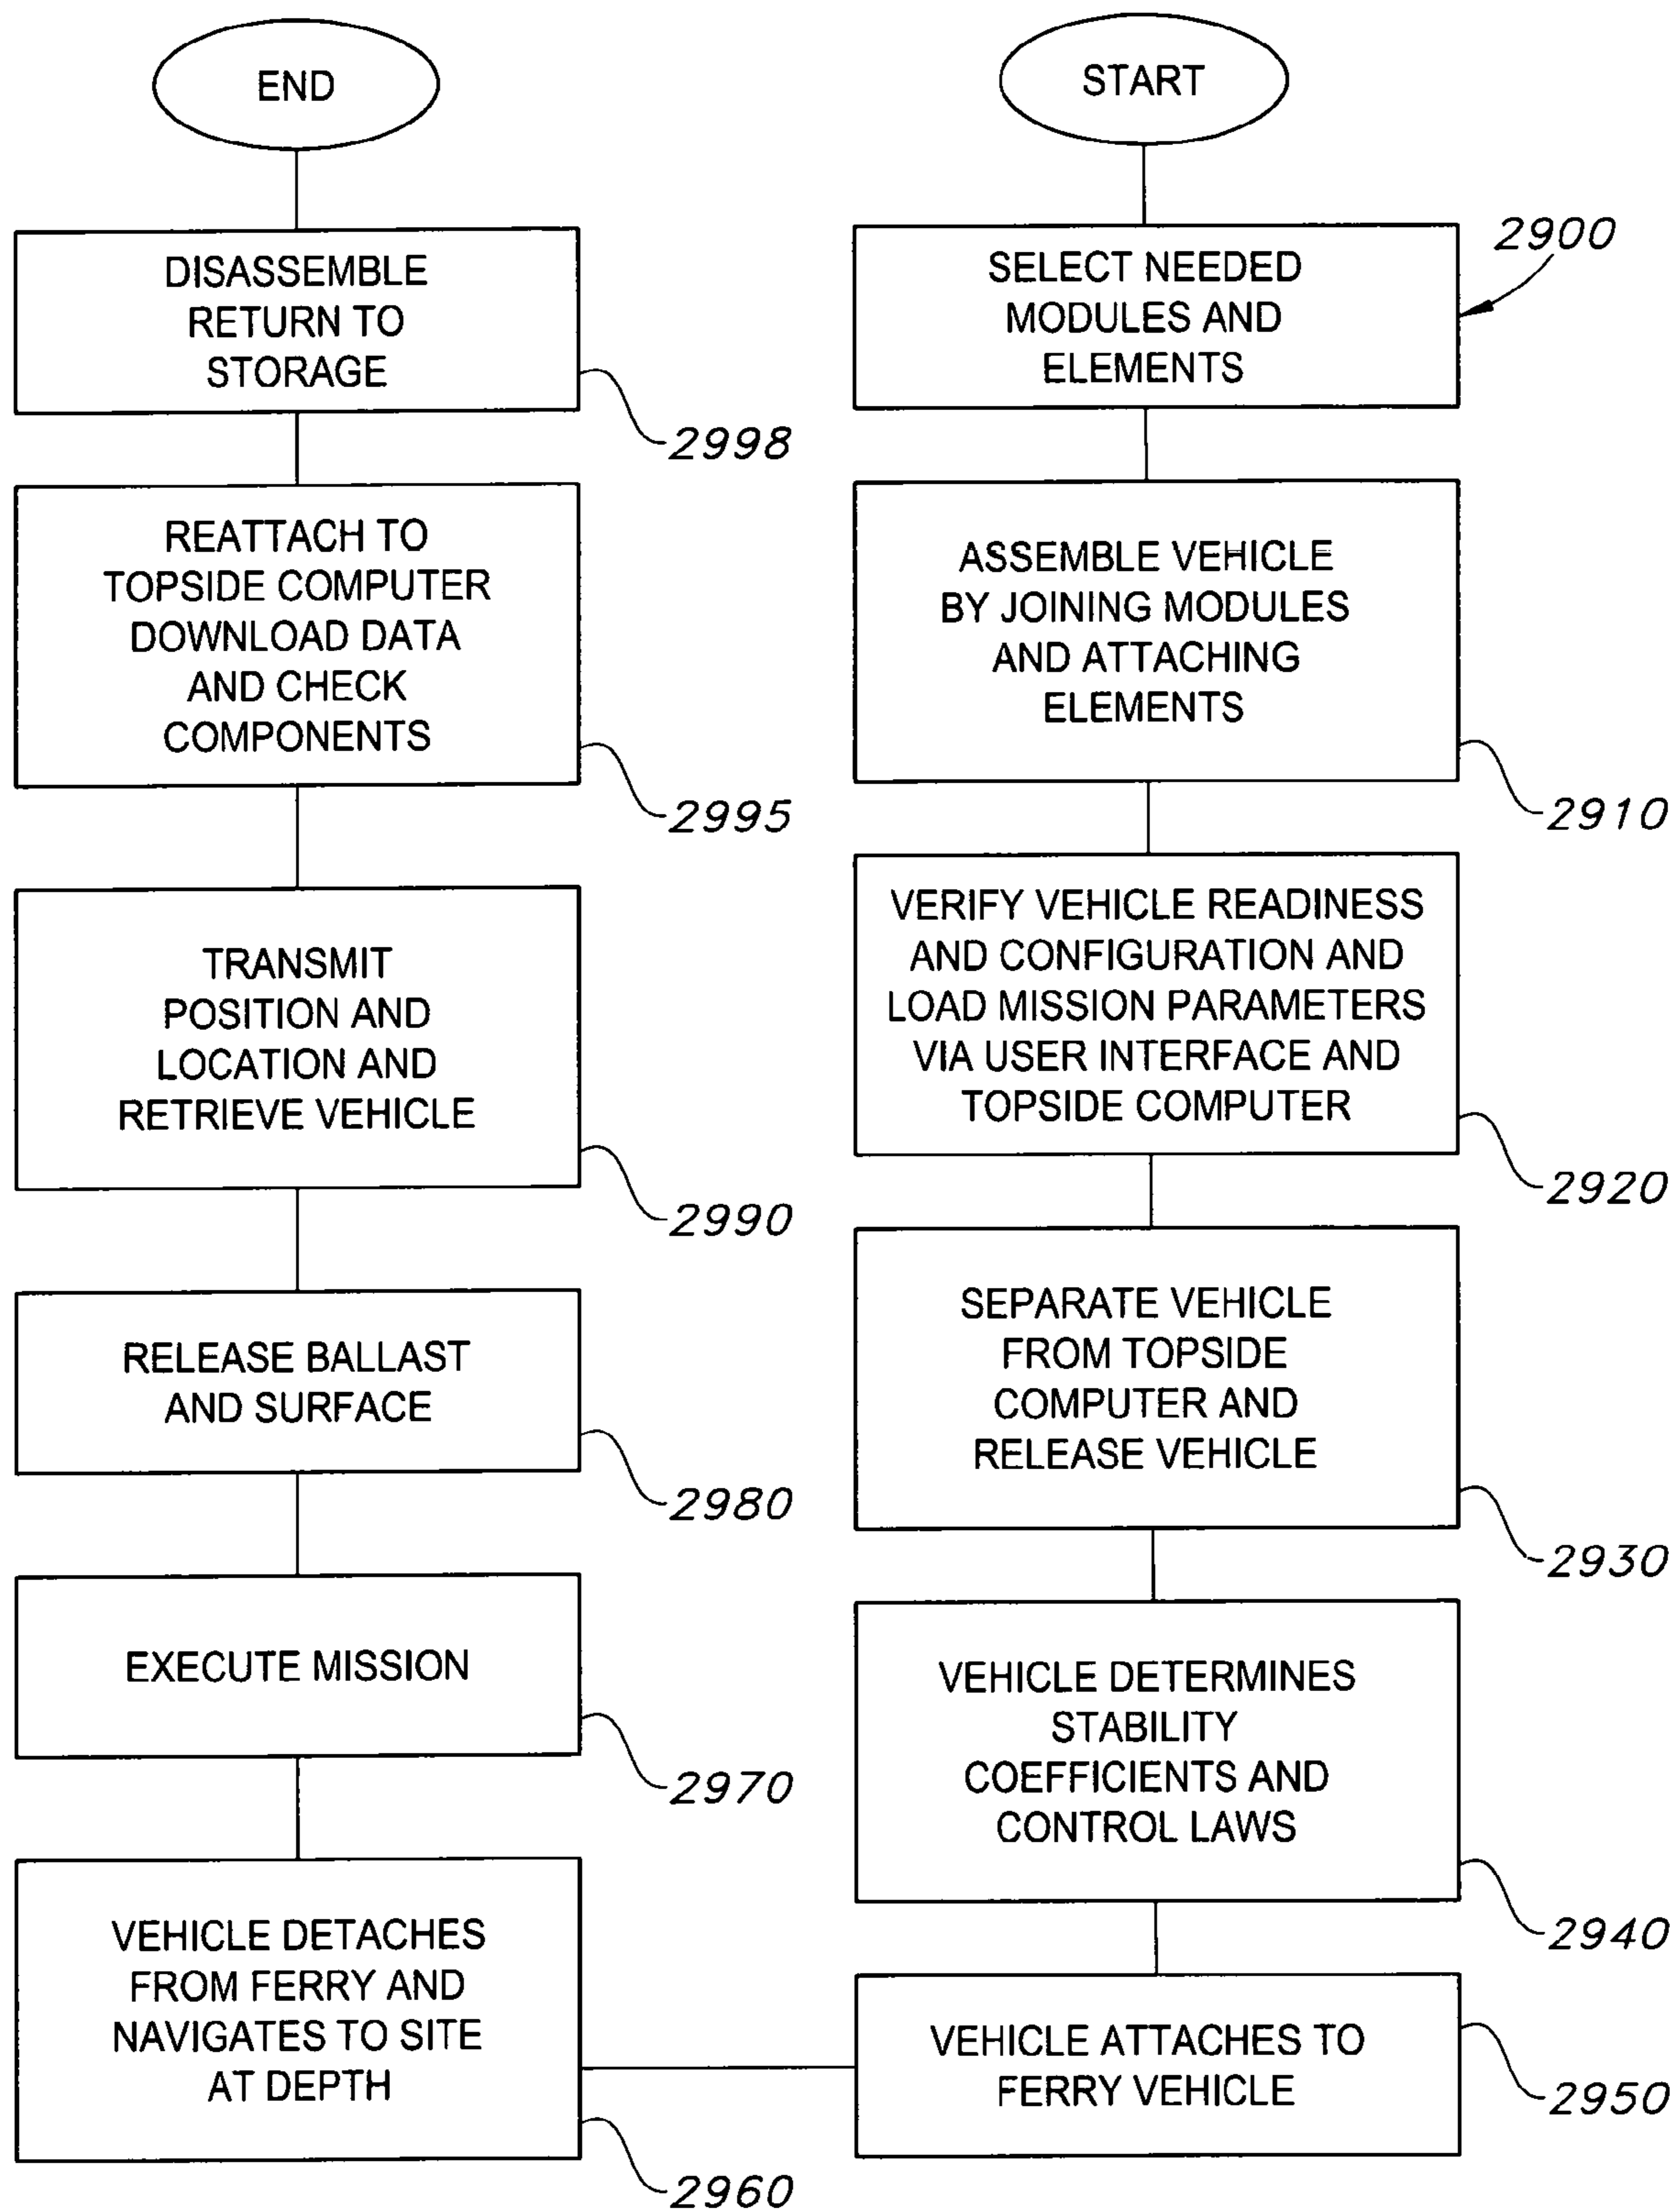 START
SELECT NEEDED
MODULES AND
ELEMENTS
2900
ASSEMBLE VEHICLE
BY JOINING MODULES
AND ATTACHING
ELEMENTS
2910
VERIFY VEHICLE READINESS
AND CONFIGURATION AND
LOAD MISSION PARAMETERS
VIA USER INTERFACE AND
TOPSIDE COMPUTER
2920
SEPARATE VEHICLE
FROM TOPSIDE
COMPUTER AND
RELEASE VEHICLE
2930
VEHICLE DETERMINES
STABILITY
COEFFICIENTS AND
CONTROL LAWS
2940
VEHICLE ATTACHES TO
FERRY VEHICLE
2950
VEHICLE DETACHES
FROM FERRY AND
NAVIGATES TO SITE
AT DEPTH
2960
EXECUTE MISSION
2970
RELEASE BALLAST
AND SURFACE
2980
TRANSMIT
POSITION AND
LOCATION AND
RETRIEVE VEHICLE
2990
REATTACH TO
TOPSIDE COMPUTER
DOWNLOAD DATA
AND CHECK
COMPONENTS
2995
DISASSEMBLE
RETURN TO
STORAGE
2998
END